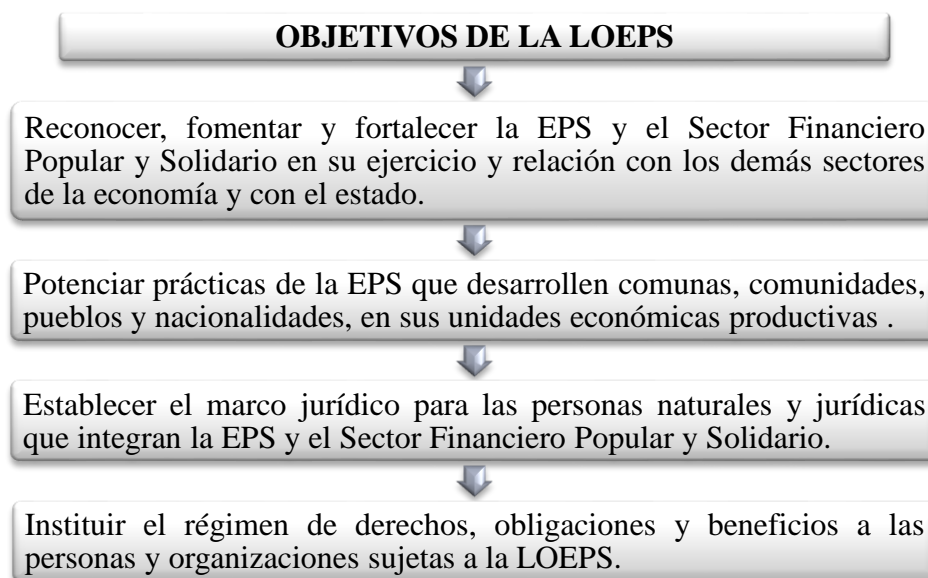 OBJETIVOS DE LA LOEPS
Reconocer, fomentar y fortalecer la EPS y el Sector Financiero
Popular y Solidario en su ejercicio y relación con los demás sectores
de la economía y con el estado.
Potenciar prácticas de la EPS que desarrollen comunas, comunidades,
pueblos y nacionalidades, en sus unidades económicas productivas .
Establecer el marco jurídico para las personas naturales y jurídicas
que integran la EPS y el Sector Financiero Popular y Solidario.
Instituir el régimen de derechos, obligaciones y beneficios a las
personas y organizaciones sujetas a la LOEPS.